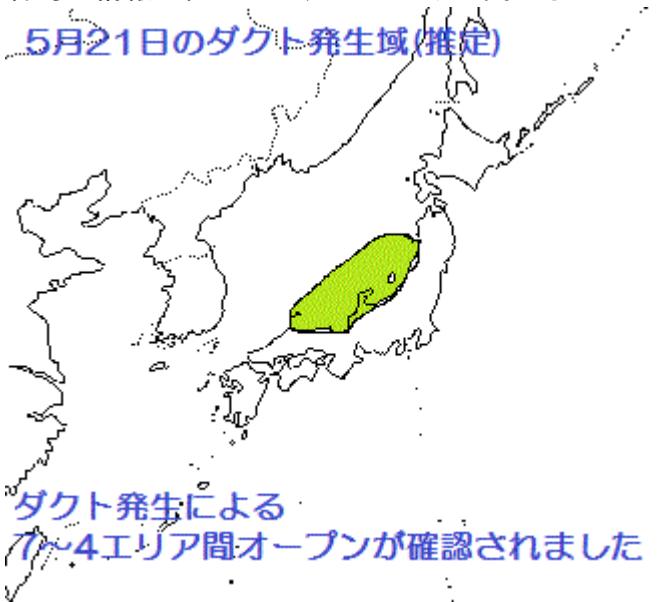 5月21日のダクト発生域(推定)
ダクト発生による
7～4エリア間オープンが確認されました